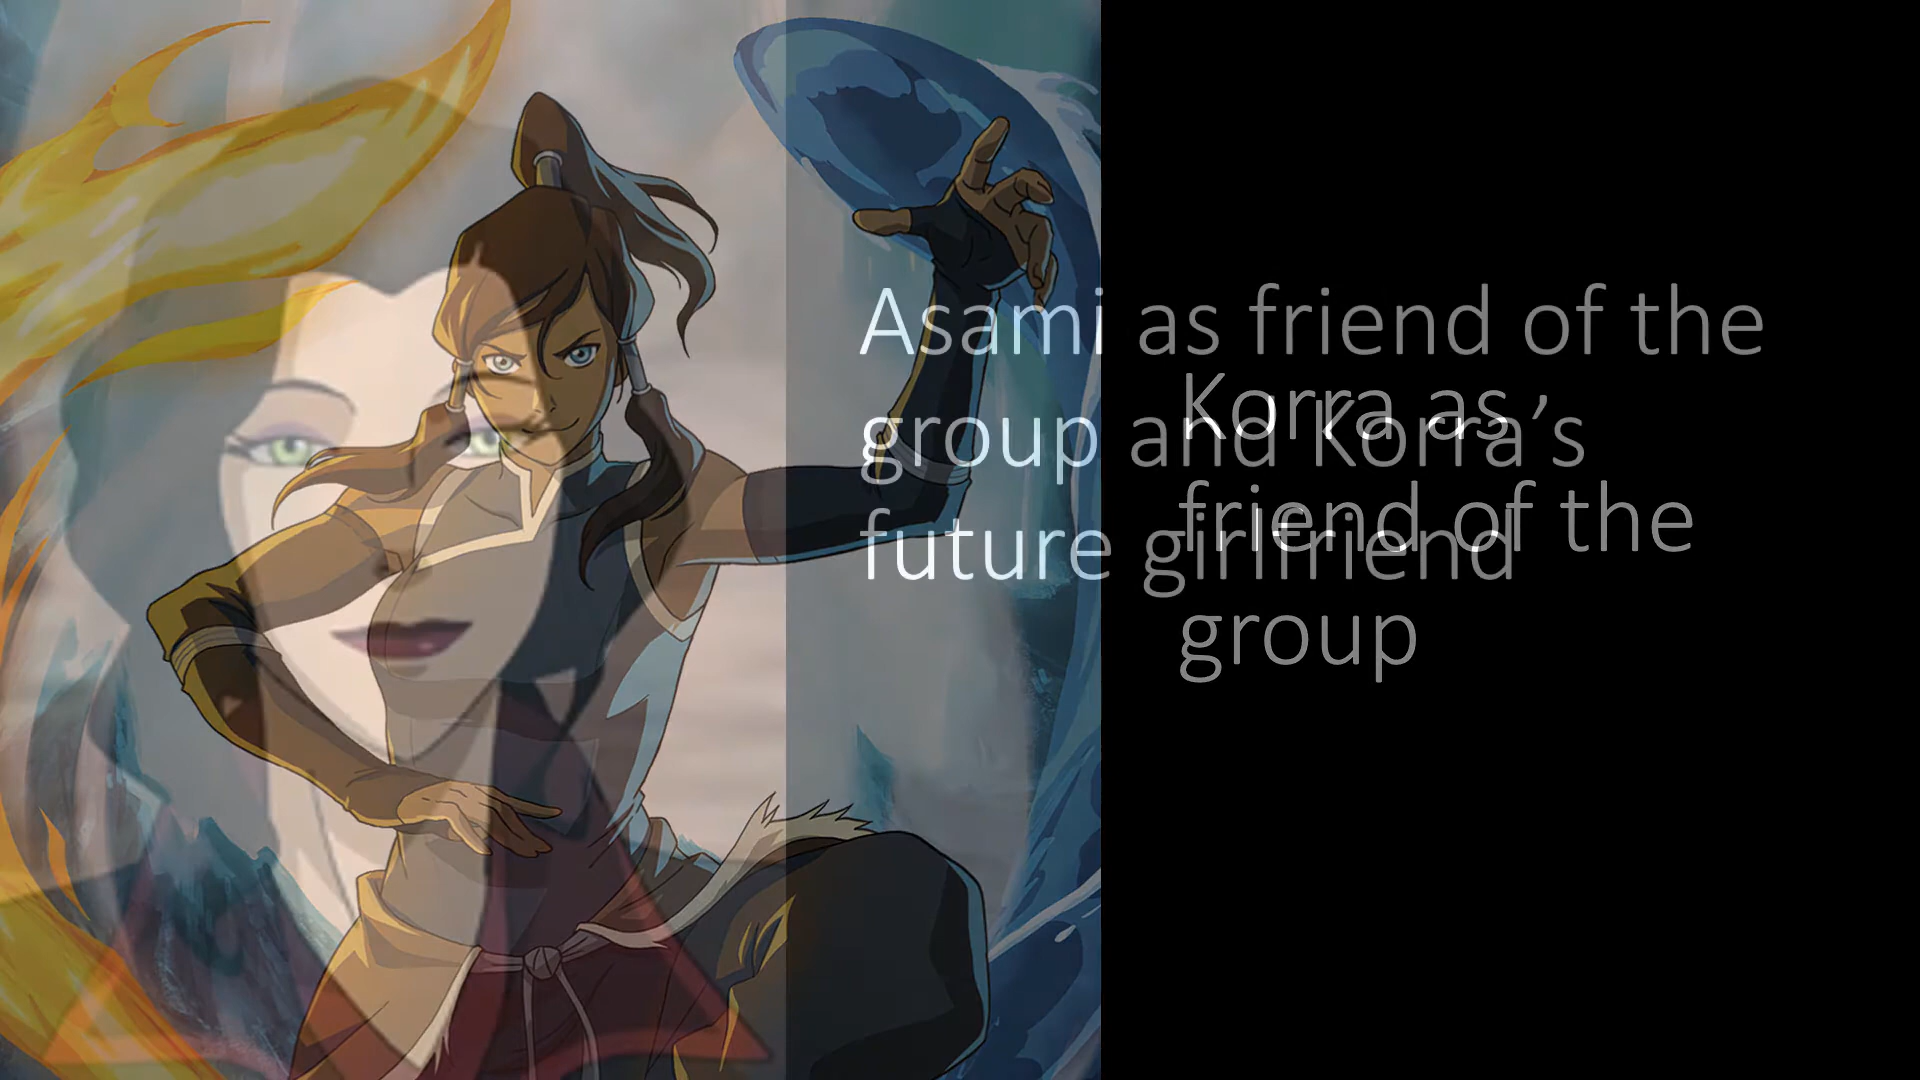 Asami as friend of the
group and Korra’s
future girlfriend
Korra as
friend of the
group